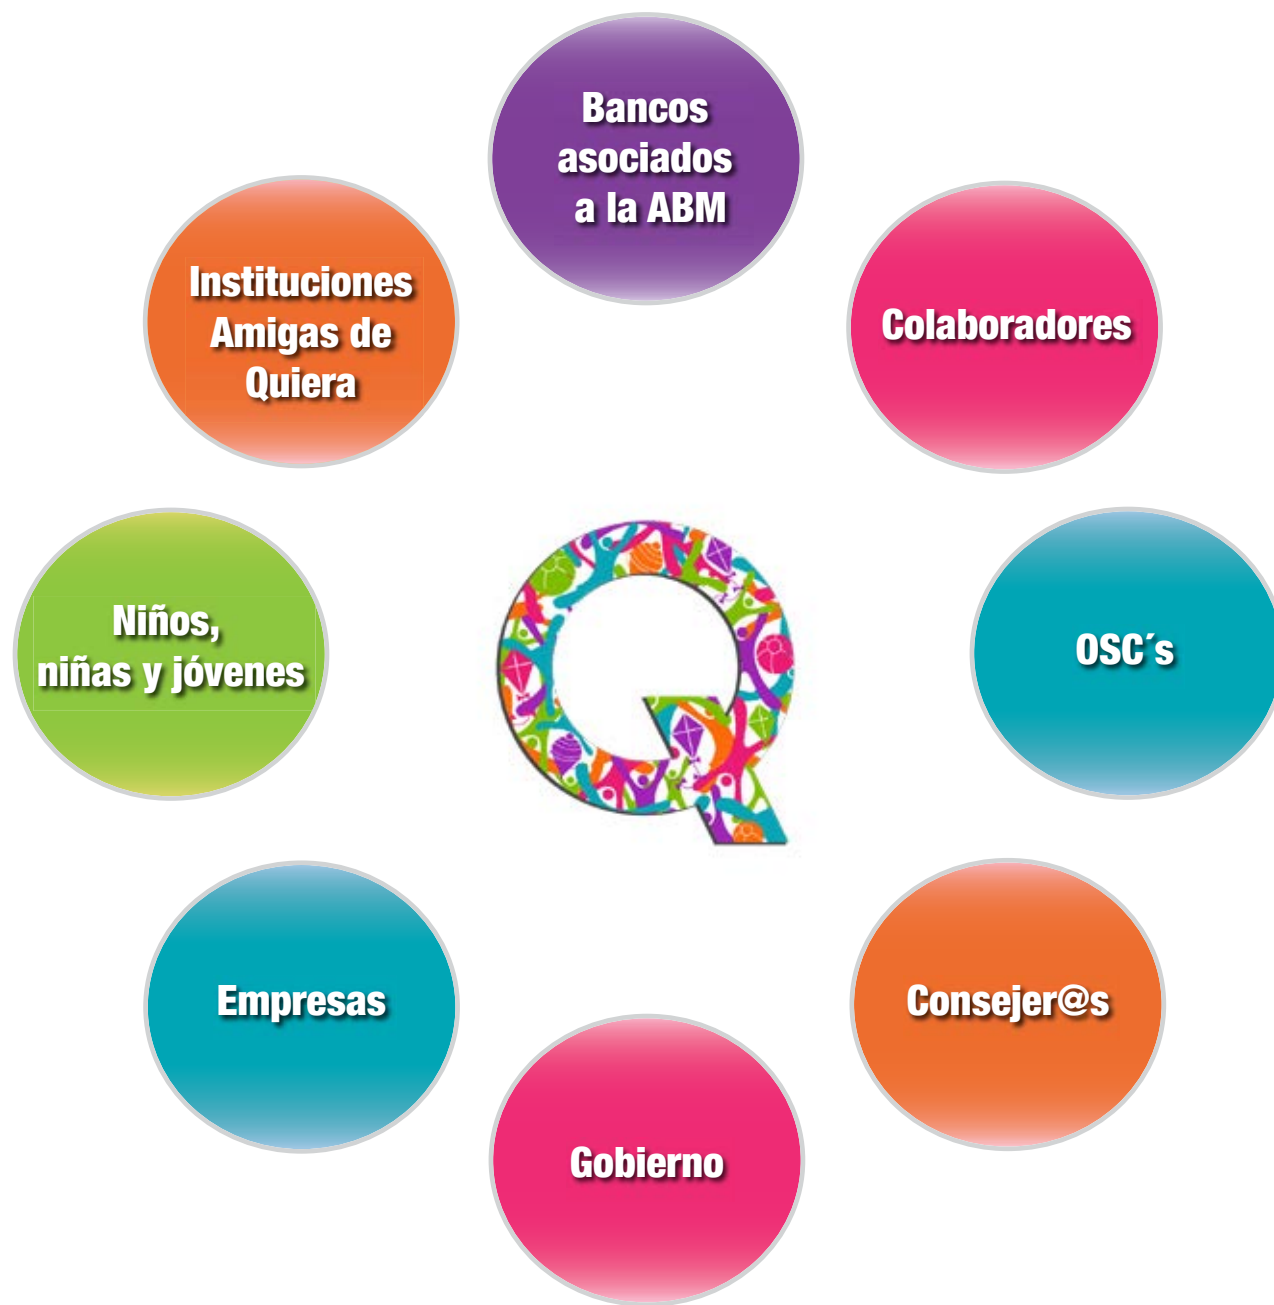 Bancos
asociados
a la ABM
Colaboradores
OSC´s
Consejer@s
Gobierno
Empresas
Niños,
niñas y jóvenes
Instituciones
Amigas de
Quiera
Q